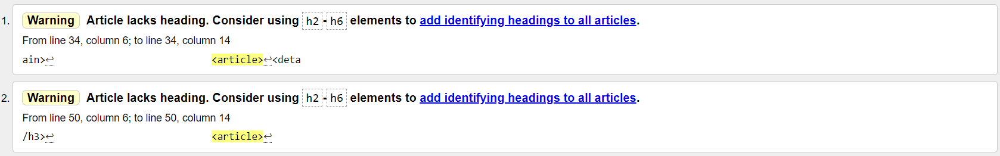 1. Warning Article lacks heading. Consider using h2-h6 elements to add identifying headings to all articles.
From line 34, column 6; to line 34, column 14
ain>↩ <article>↩<deta
2. Warning Article lacks heading. Consider using h2-h6 elements to add identifying headings to all articles.
From line 50, column 6; to line 50, column 14
/h3>↩ <article>↩